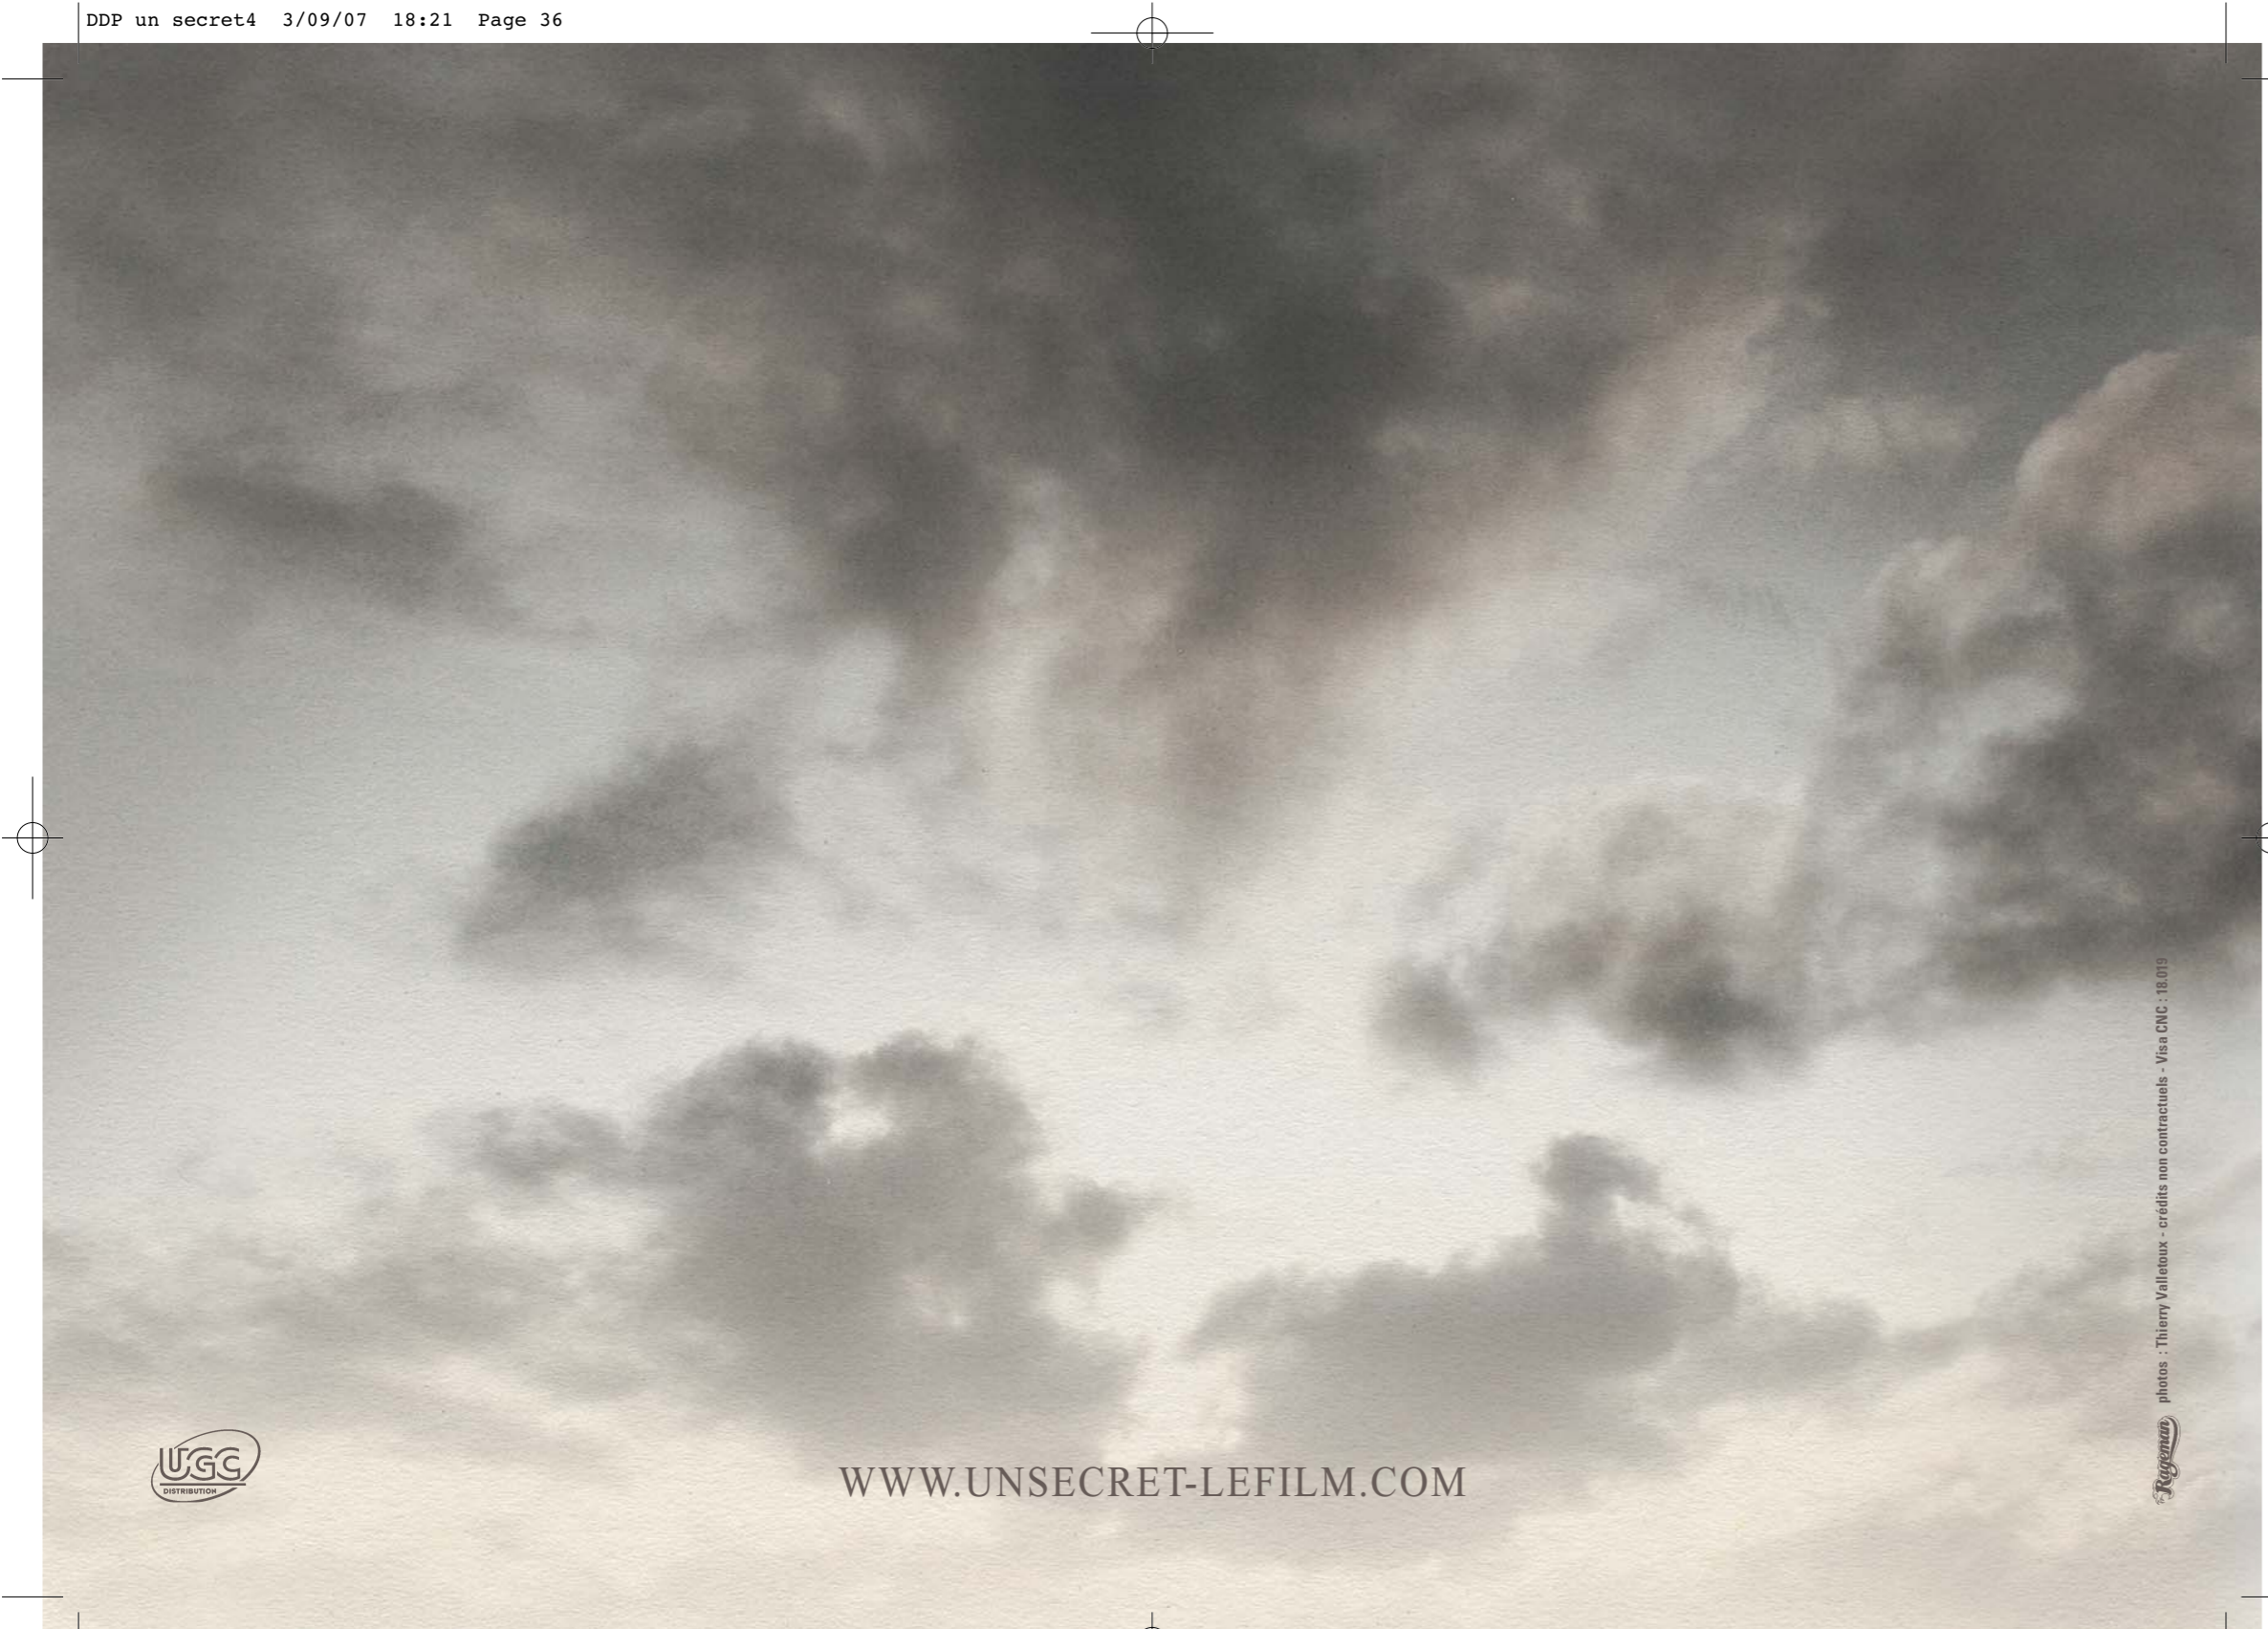 DDP un secret4 3/09/07 18:21 Page 36
photos : Thierry Valletoux - crédits non contractuels - Visa CNC : 18.019
Rageman
UGC
DISTRIBUTION
WWW.UNSECRET-LEFILM.COM